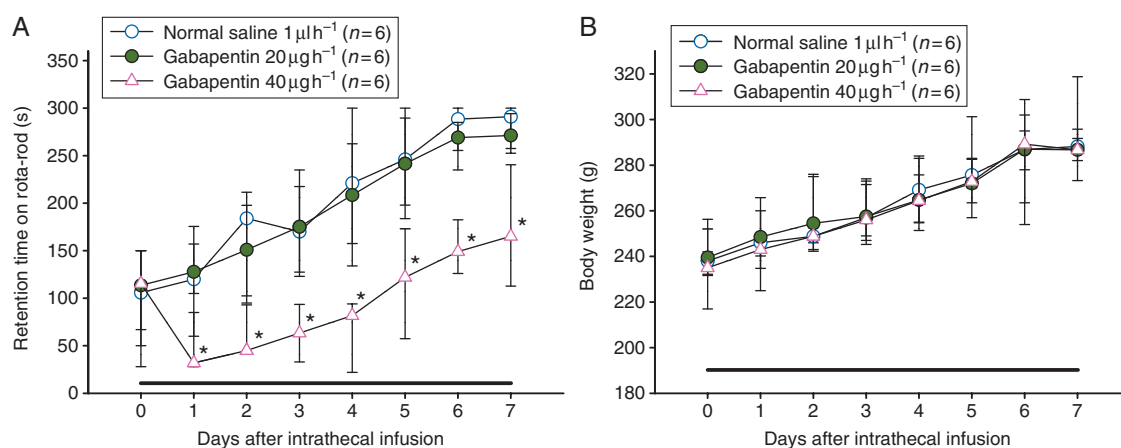 A
Normal saline 1 μl h⁻¹ (n=6)
Gabapentin 20 μg h⁻¹ (n=6)
Gabapentin 40 μg h⁻¹ (n=6)
Retention time on rota-rod (s)
350
300
250
200
150
100
50
0
* * * * * * *
0 1 2 3 4 5 6 7
Days after intrathecal infusion
B
Normal saline 1 μl h⁻¹ (n=6)
Gabapentin 20 μg h⁻¹ (n=6)
Gabapentin 40 μg h⁻¹ (n=6)
Body weight (g)
320
300
280
260
240
220
200
190
180
0 1 2 3 4 5 6 7
Days after intrathecal infusion